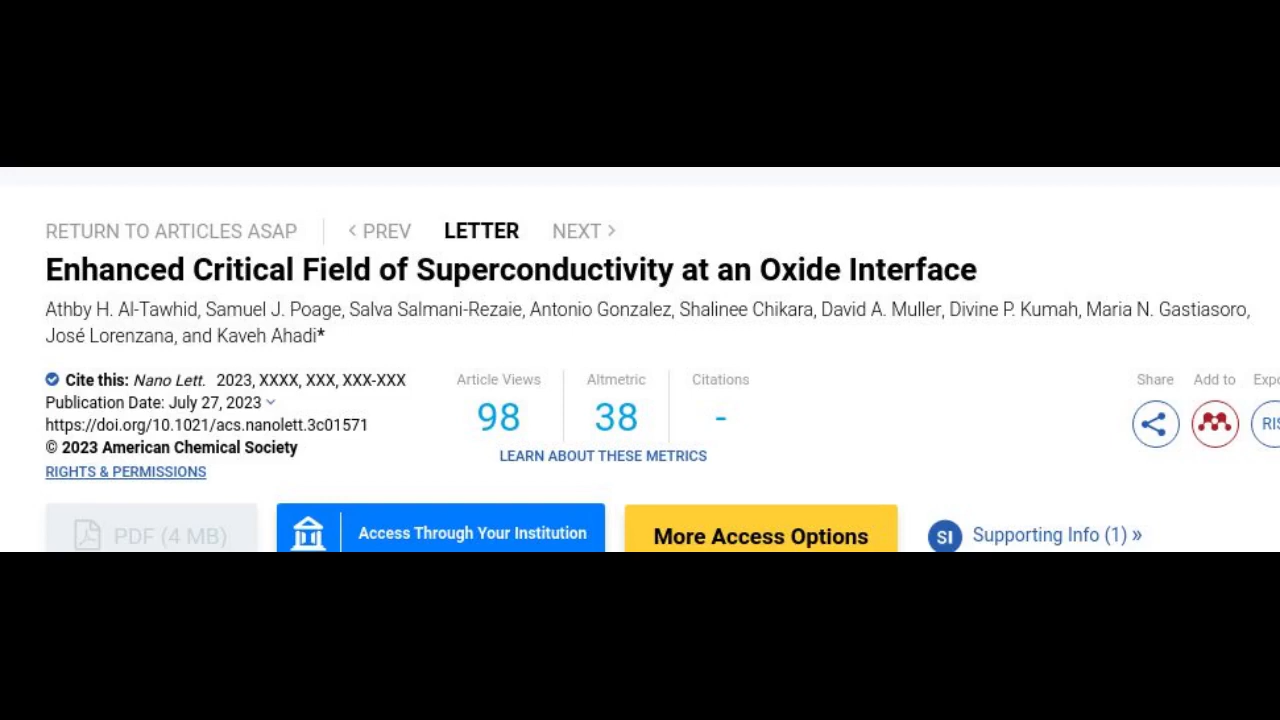 RETURN TO ARTICLES ASAP < PREV LETTER NEXT >
Enhanced Critical Field of Superconductivity at an Oxide Interface
Athby H. Al-Tawhid, Samuel J. Poage, Salva Salmani-Rezaie, Antonio Gonzalez, Shalinee Chikara, David A. Muller, Divine P. Kumah, Maria N. Gastiasoro,
José Lorenzana, and Kaveh Ahadi*
Cite this: Nano Lett. 2023, XXXX, XXX, XXX-XXX
Publication Date: July 27, 2023
https://doi.org/10.1021/acs.nanolett.3c01571
© 2023 American Chemical Society
RIGHTS & PERMISSIONS
Article Views Altmetric Citations
98 38 -
LEARN ABOUT THESE METRICS
Share Add to Expo
RIS
PDF (4 MB) Access Through Your Institution More Access Options SI Supporting Info (1) »